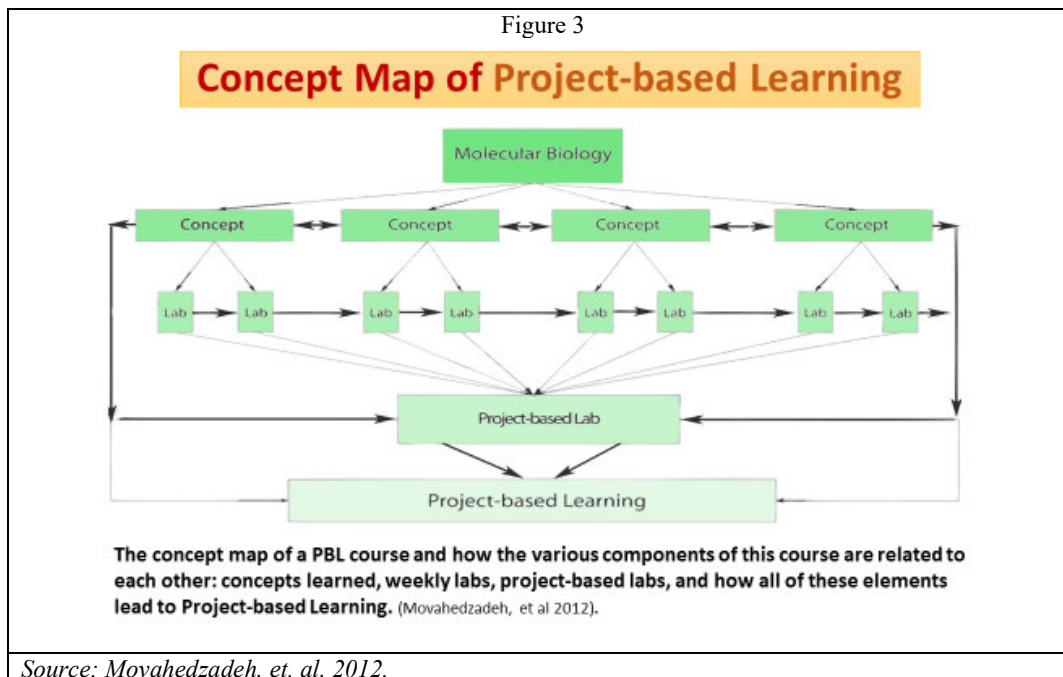 Figure 3
Concept Map of Project-based Learning
Molecular Biology
Concept Concept Concept Concept
Lab Lab Lab Lab Lab Lab Lab Lab
Project-based Lab
Project-based Learning
The concept map of a PBL course and how the various components of this course are related to
each other: concepts learned, weekly labs, project-based labs, and how all of these elements
lead to Project-based Learning. (Movahedzadeh, et al 2012).
Source: Movahedzadeh, et. al, 2012.